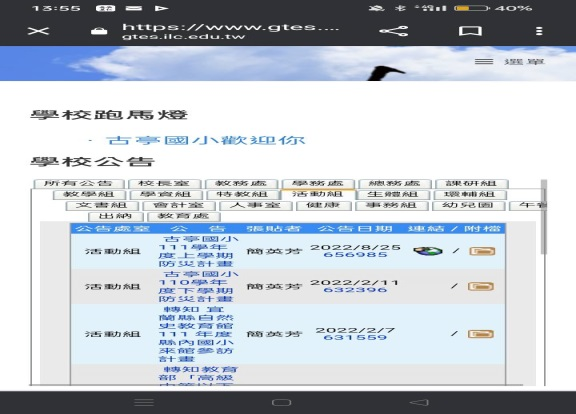 13:55
40%
https://www.gtes....
gtes.ilc.edu.tw
選單
學校跑馬燈
· 古亭國小歡迎你
學校公告
所有公告 校長室 教務處 學務處 總務處 課研組
教學組 學資組 特教組 活動組 生體組 環輔組
文書組 會計室 人事室 健康 事務組 幼兒園
出納 教育處
公告處室 公 告 張貼者 公告日期 連結 / 附檔
活動組 古亭國小 簡英芳 2022/8/25 /
111學年 656985
度上學期
防災計畫
活動組 古亭國小 簡英芳 2022/2/11 /
110學年 632396
度下學期
防災計畫
活動組 轉知 宜 簡英芳 2022/2/7 /
蘭縣自然 631559
史教育館
111 年度
縣內國小
來館參訪
計畫
轉知教育
部「高級